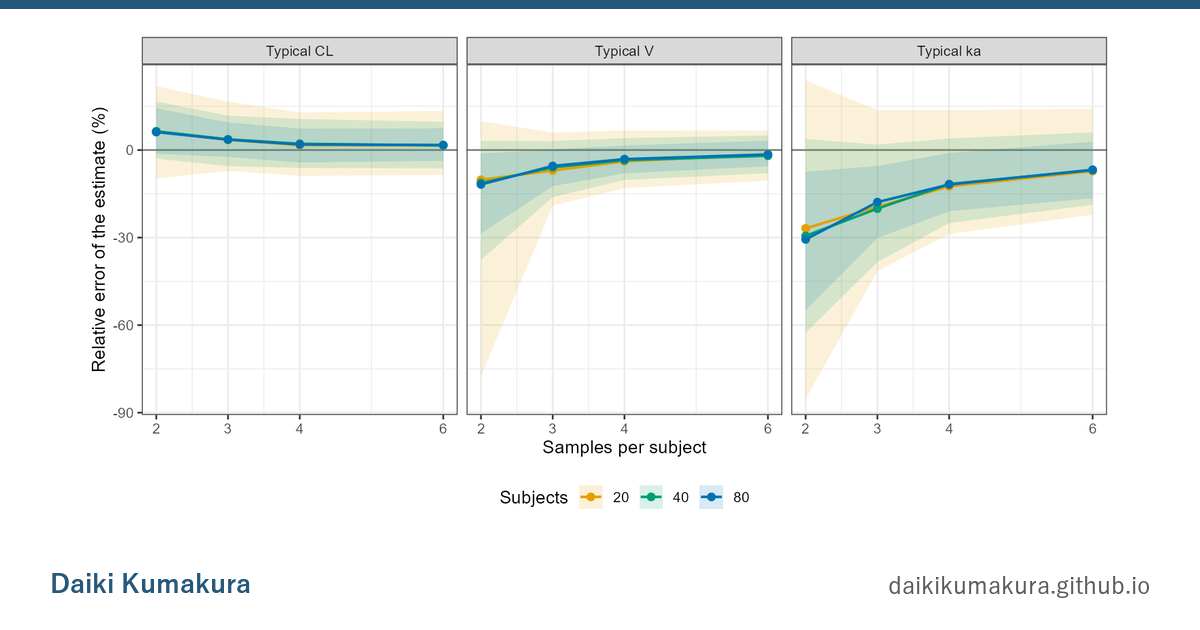 Typical CL Typical V Typical ka
Relative error of the estimate (%)
0
-30
-60
-90
2 3 4 6 2 3 4 6 2 3 4 6
Samples per subject
Subjects 20 40 80
Daiki Kumakura daikikumakura.github.io